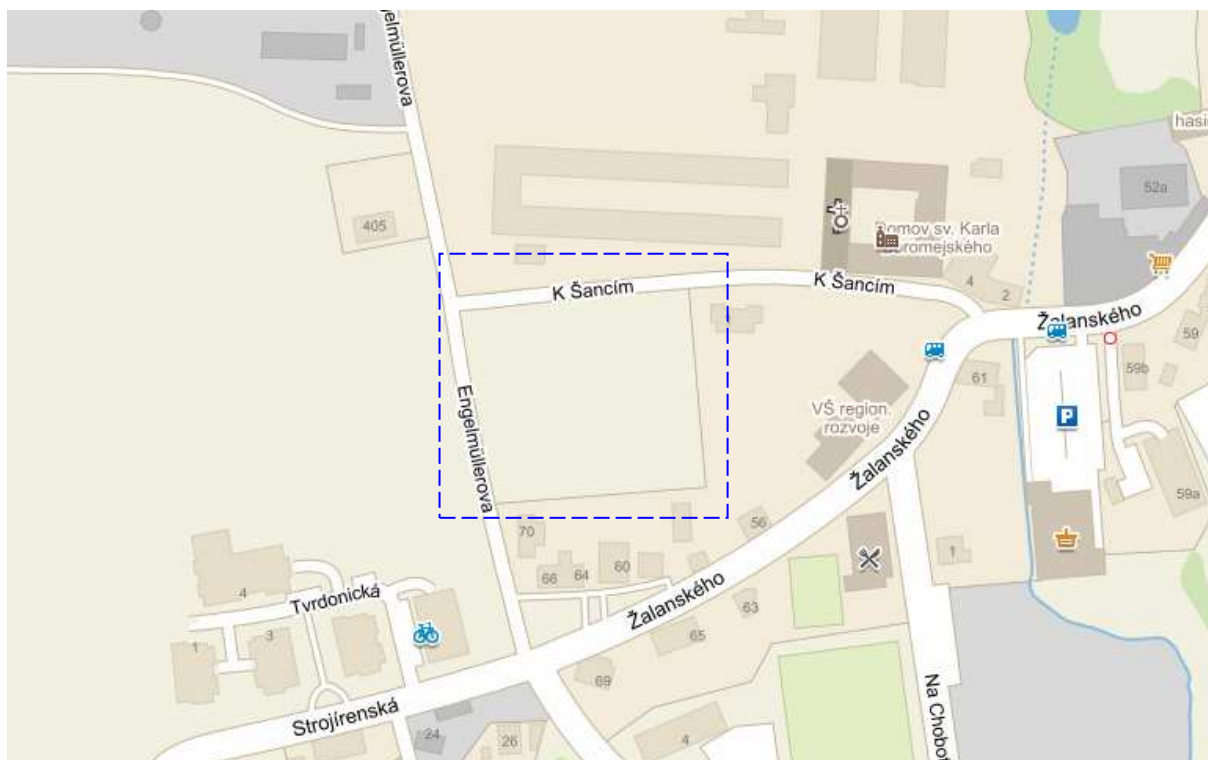 elmüllerova
hasi
52a
405
Domov sv. Karla
Boromejského
K Šancím
K Šancím
4
2
Žalanského
59
59b
61
P
VŠ region.
rozvoje
Engelmüllerova
Žalanského
59a
56
70
1
66
64
60
4
Tvrdonická
Žalanského
63
65
1
3
69
Na Chobot
Strojírenská
24
26
4